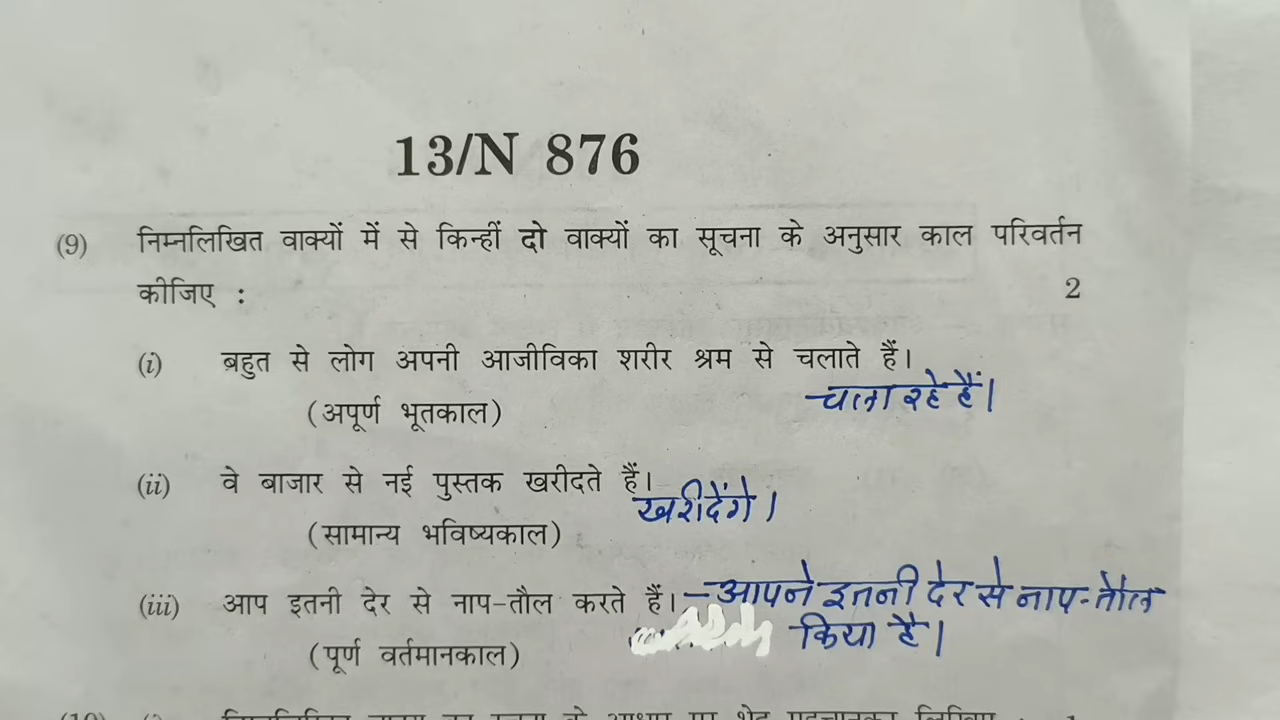 13/N 876
(9) निम्नलिखित वाक्यों में से किन्हीं दो वाक्यों का सूचना के अनुसार काल परिवर्तन
कीजिए : 2
(i) बहुत से लोग अपनी आजीविका शरीर श्रम से चलाते हैं।
चला रहे हैं।
(अपूर्ण भूतकाल)
(ii) वे बाजार से नई पुस्तक खरीदते हैं।
खरीदेंगे।
(सामान्य भविष्यकाल)
(iii) आप इतनी देर से नाप-तौल करते हैं। – आपने इतनी देर से नाप-तौल
किया है।
(पूर्ण वर्तमानकाल)